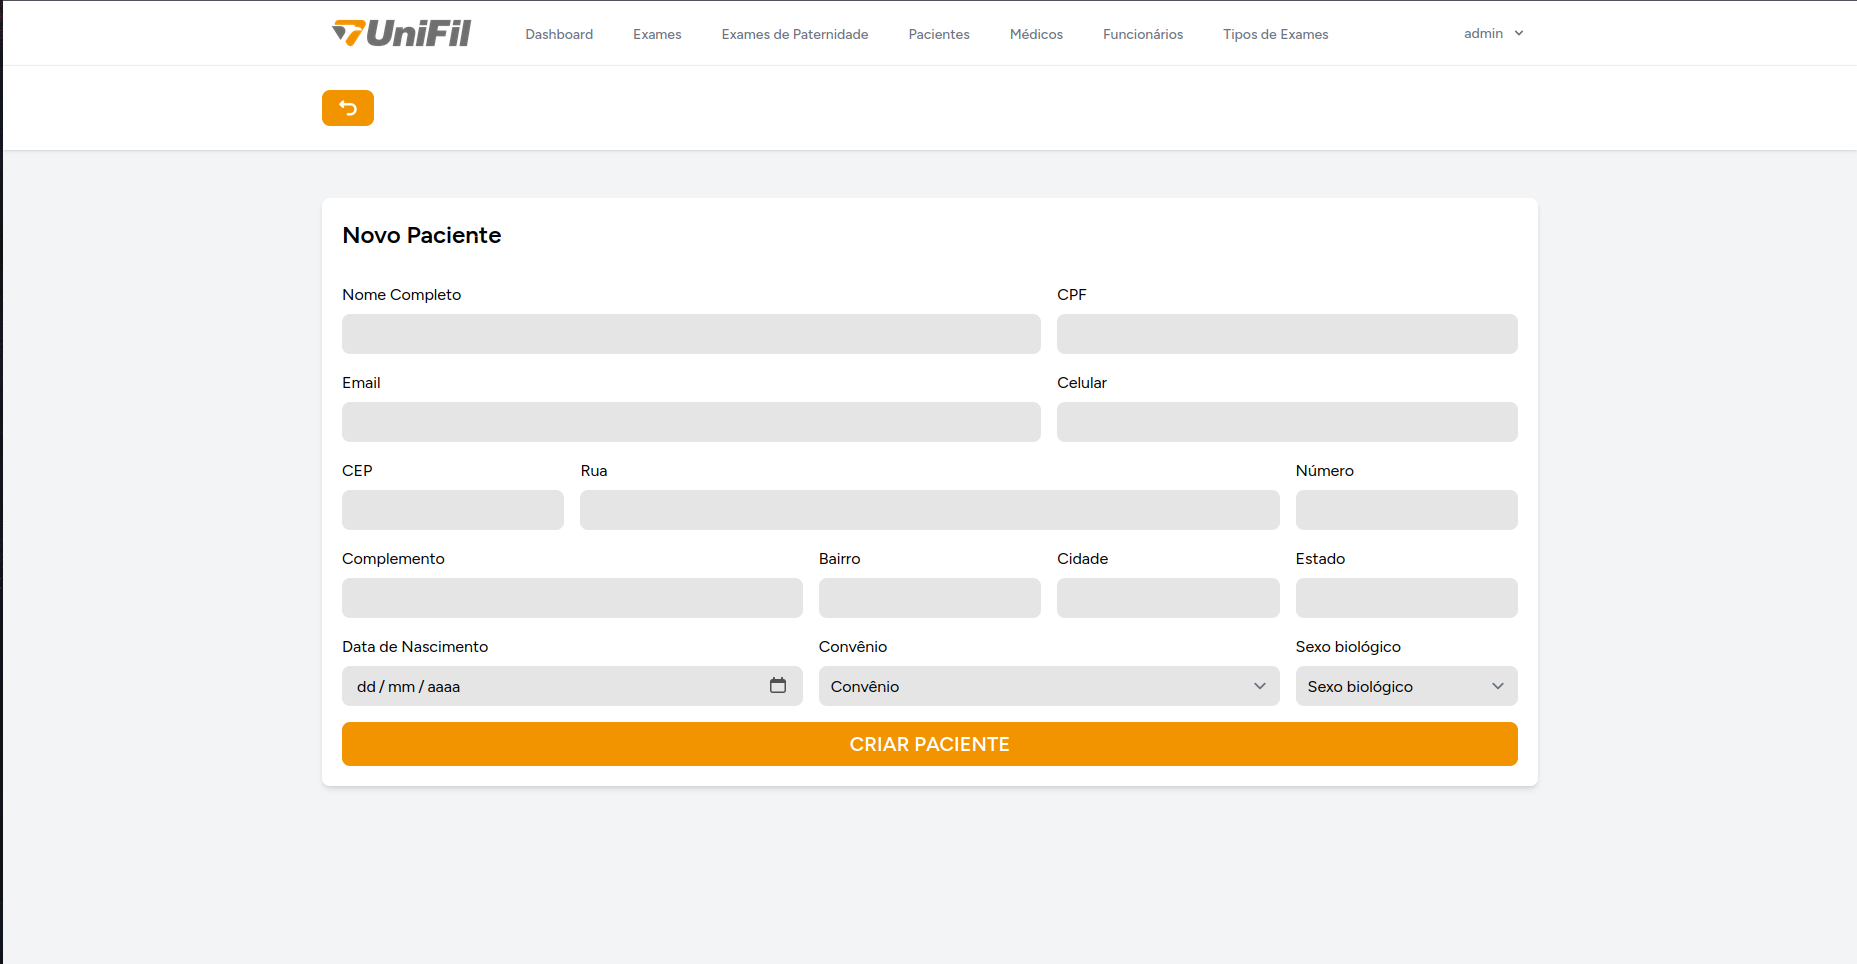 UniFil Dashboard Exames Exames de Paternidade Pacientes Médicos Funcionários Tipos de Exames admin
Novo Paciente
Nome Completo CPF
Email Celular
CEP Rua Número
Complemento Bairro Cidade Estado
Data de Nascimento Convênio Sexo biológico
dd / mm / aaaa Convênio Sexo biológico
CRIAR PACIENTE